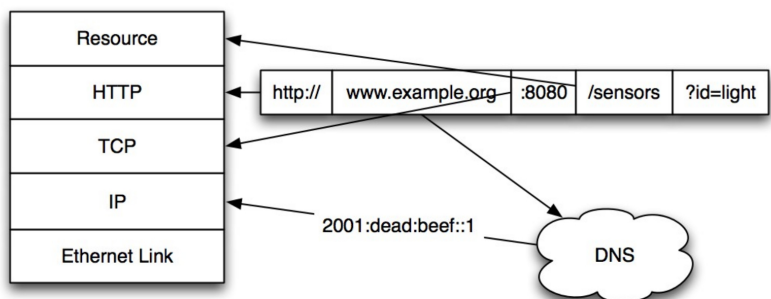 Resource
HTTP
TCP
IP
Ethernet Link
http:// www.example.org :8080 /sensors ?id=light
2001:dead:beef::1
DNS